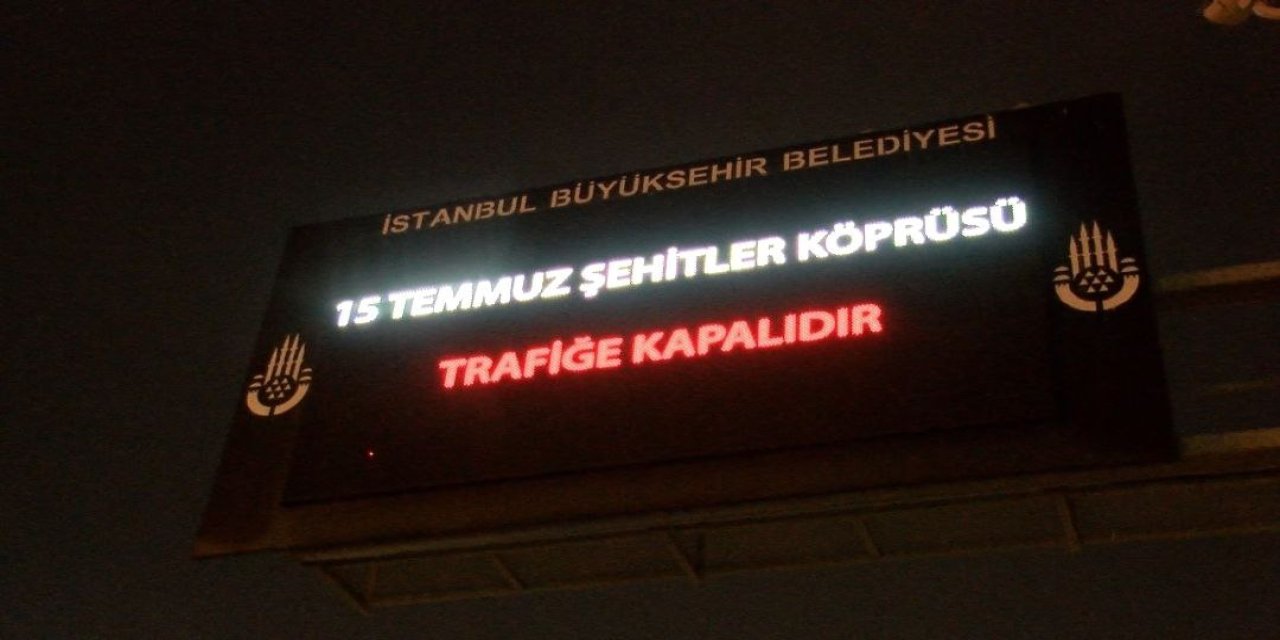 İSTANBUL BÜYÜKŞEHİR BELEDİYESİ
15 TEMMUZ ŞEHİTLER KÖPRÜSÜ
TRAFİĞE KAPALIDIR